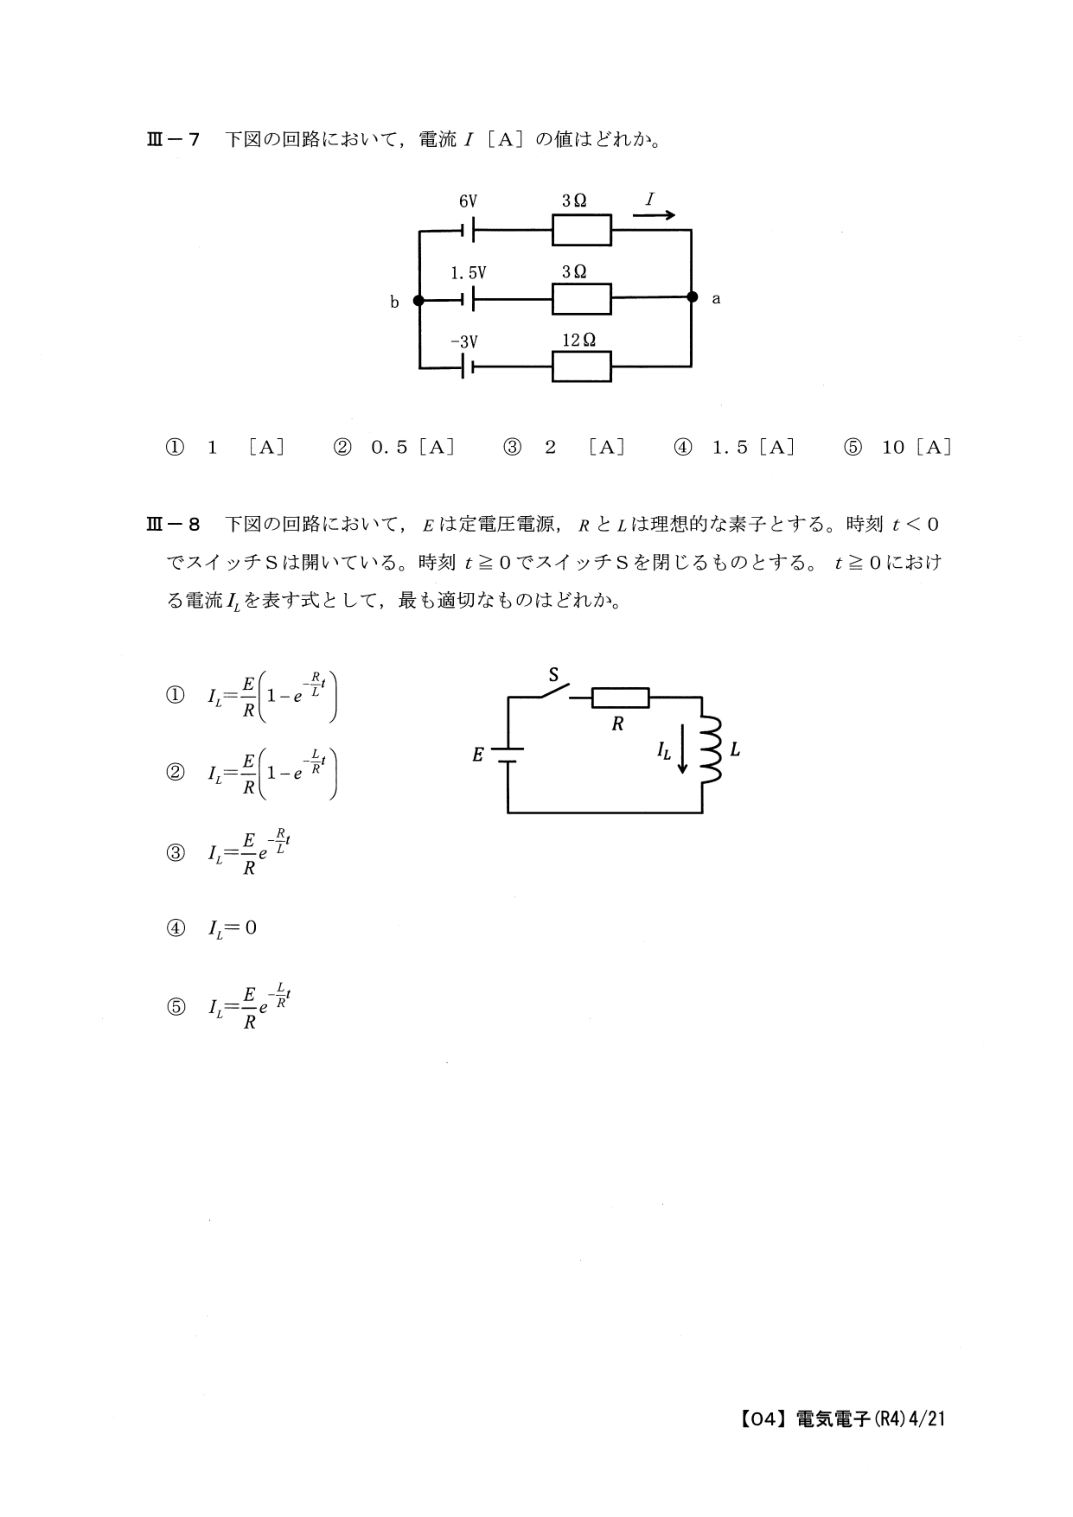 Ⅲ－7　下図の回路において，電流 I ［A］の値はどれか。
6V　3Ω　I
1.5V　3Ω
b　a
-3V　12Ω
① 1 ［A］　② 0.5［A］　③ 2 ［A］　④ 1.5［A］　⑤ 10［A］
Ⅲ－8　下図の回路において， E は定電圧電源， R と L は理想的な素子とする。時刻 t＜0
でスイッチSは開いている。時刻 t≧0でスイッチSを閉じるものとする。 t≧0におけ
る電流I_Lを表す式として，最も適切なものはどれか。
S
① I_L=E/R(1-e^{-R/L t})
R
I_L　L
E
② I_L=E/R(1-e^{-L/R t})
③ I_L=E/R e^{-R/L t}
④ I_L=0
⑤ I_L=E/R e^{-L/R t}
【04】電気電子(R4)4/21